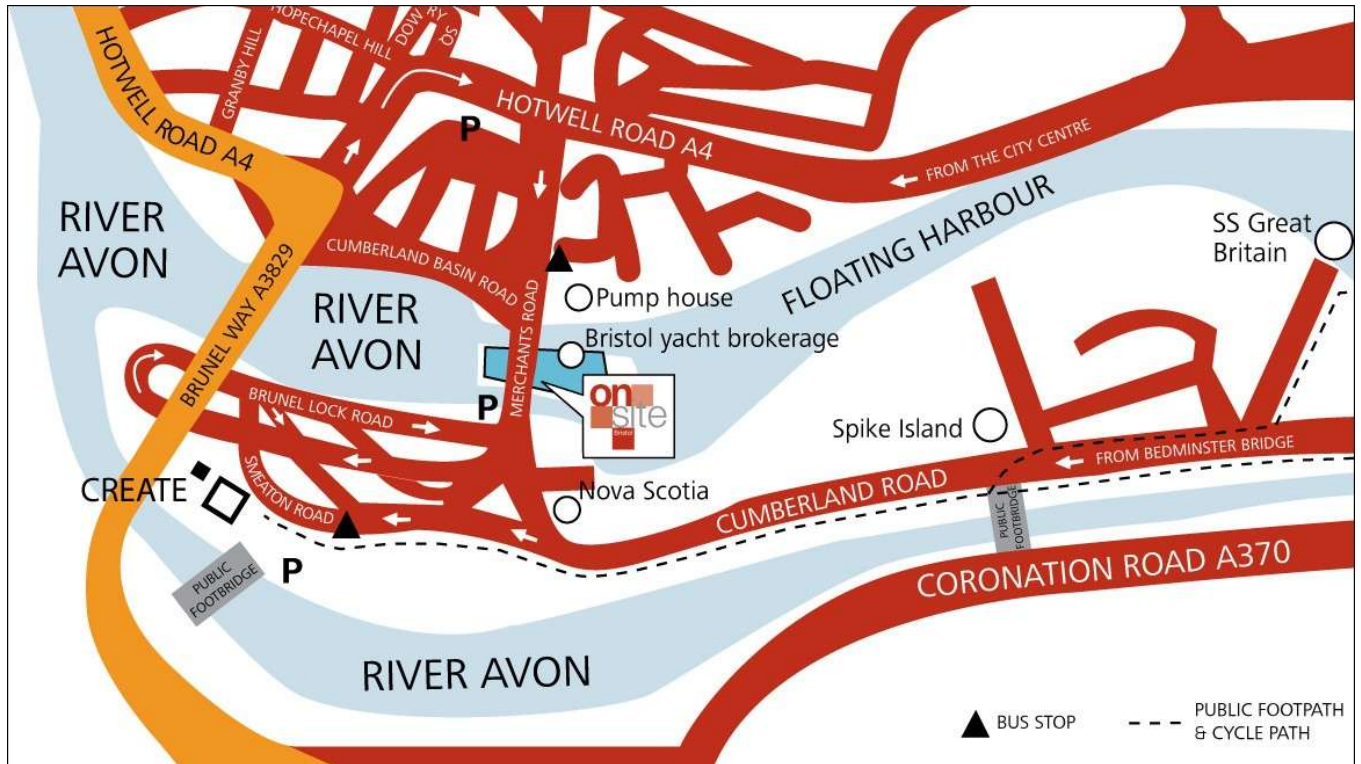 HOPECHAPEL HILL
DOWRY
SQ
GRANBY HILL
HOTWELL ROAD A4
HOTWELL ROAD A4
P
FROM THE CITY CENTRE
RIVER
AVON
BRUNEL WAY A3829
CUMBERLAND BASIN ROAD
MERCHANTS ROAD
FLOATING HARBOUR
SS Great
Britain
Pump house
RIVER
AVON
Bristol yacht brokerage
BRUNEL LOCK ROAD
P
on
site
Bristol
Spike Island
FROM BEDMINSTER BRIDGE
CREATE
SMEATON ROAD
Nova Scotia
CUMBERLAND ROAD
PUBLIC
FOOTBRIDGE
PUBLIC
FOOTBRIDGE
P
CORONATION ROAD A370
RIVER AVON
BUS STOP
PUBLIC FOOTPATH
& CYCLE PATH